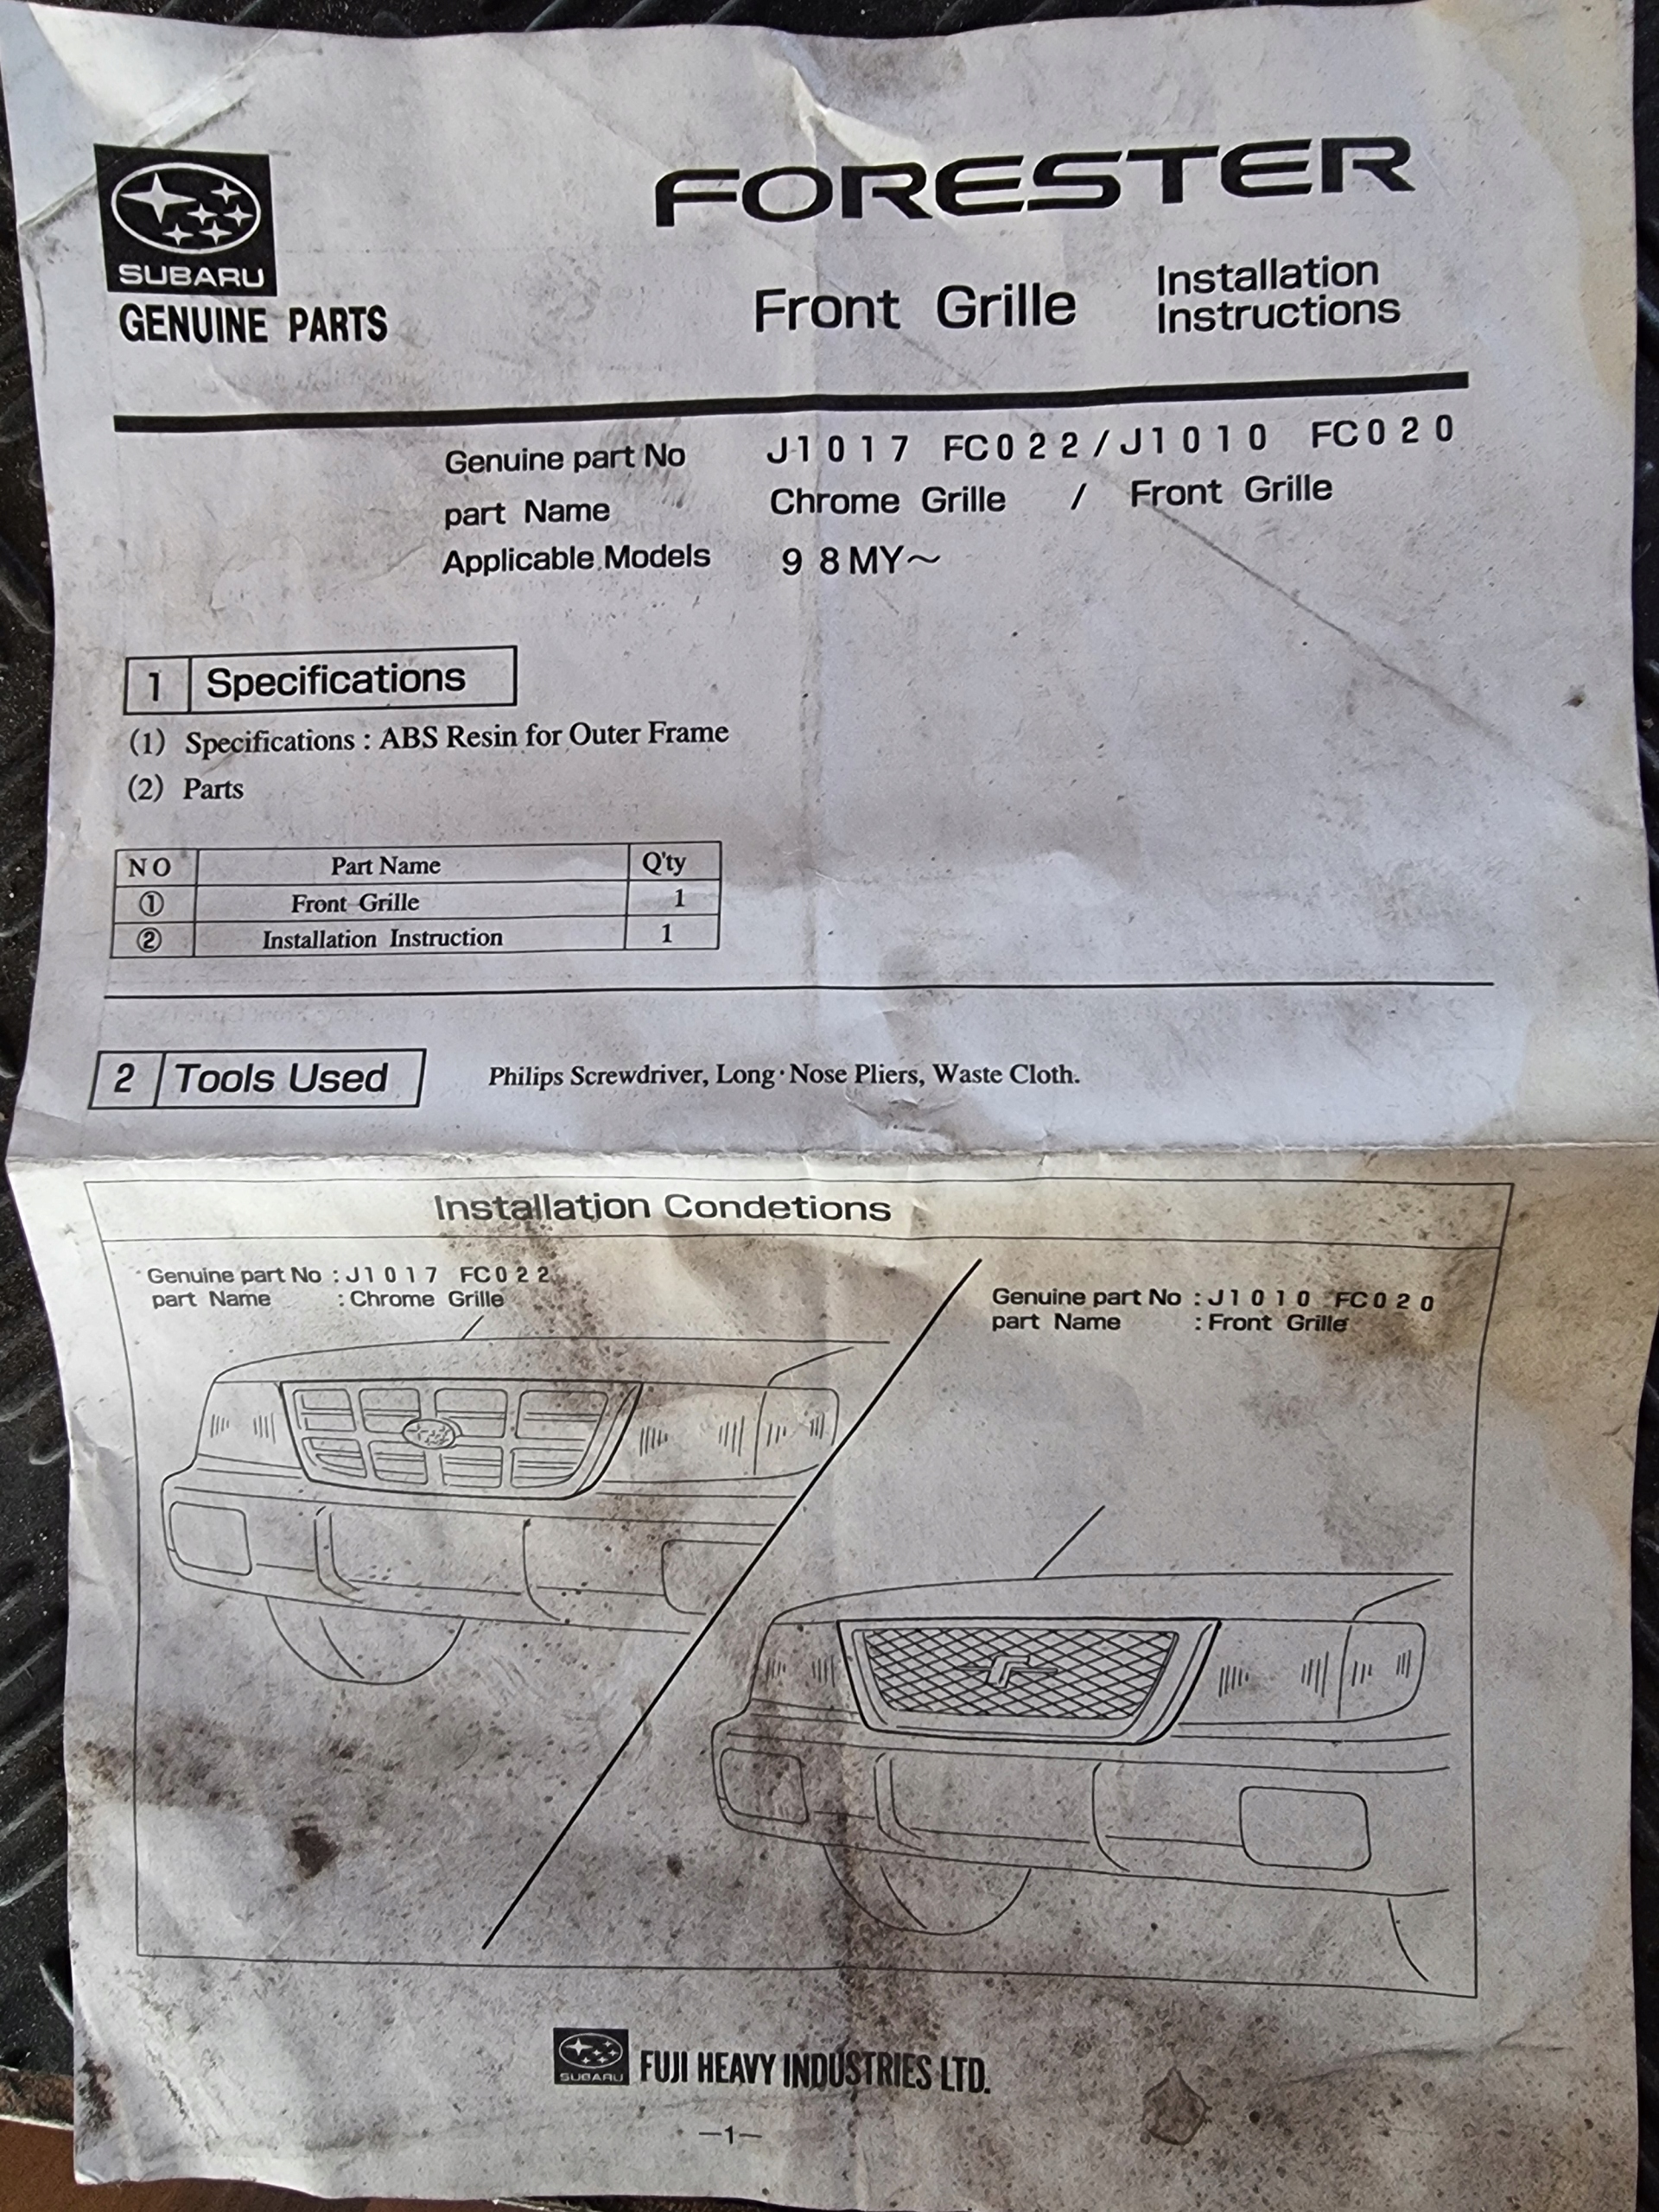 SUBARU
GENUINE PARTS
FORESTER
Front Grille
Installation
Instructions
Genuine part No J1017 FC022/J1010 FC020
part Name Chrome Grille / Front Grille
Applicable Models 98MY~
1 Specifications
(1) Specifications : ABS Resin for Outer Frame
(2) Parts
NO Part Name Q'ty
① Front Grille 1
② Installation Instruction 1
2 Tools Used Philips Screwdriver, Long·Nose Pliers, Waste Cloth.
Installation Condetions
Genuine part No : J1017 FC022
part Name : Chrome Grille
Genuine part No : J1010 FC020
part Name : Front Grille
SUBARU FUJI HEAVY INDUSTRIES LTD.
—1—